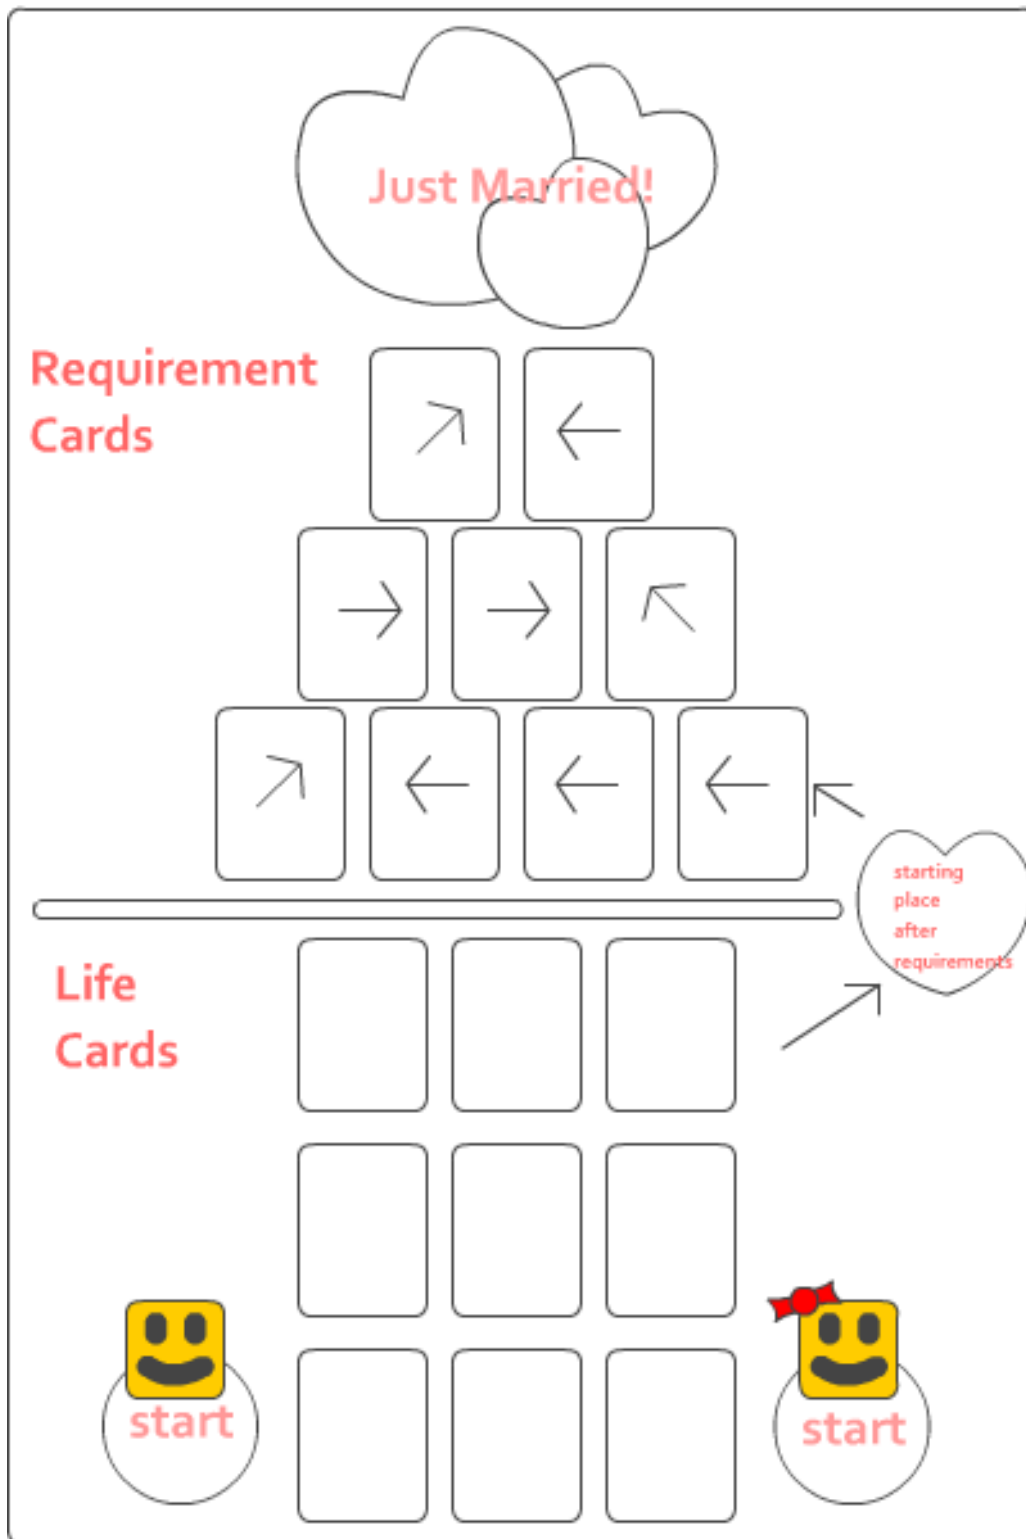 Just Married!
Requirement
Cards
starting
place
after
requirements
Life
Cards
start
start